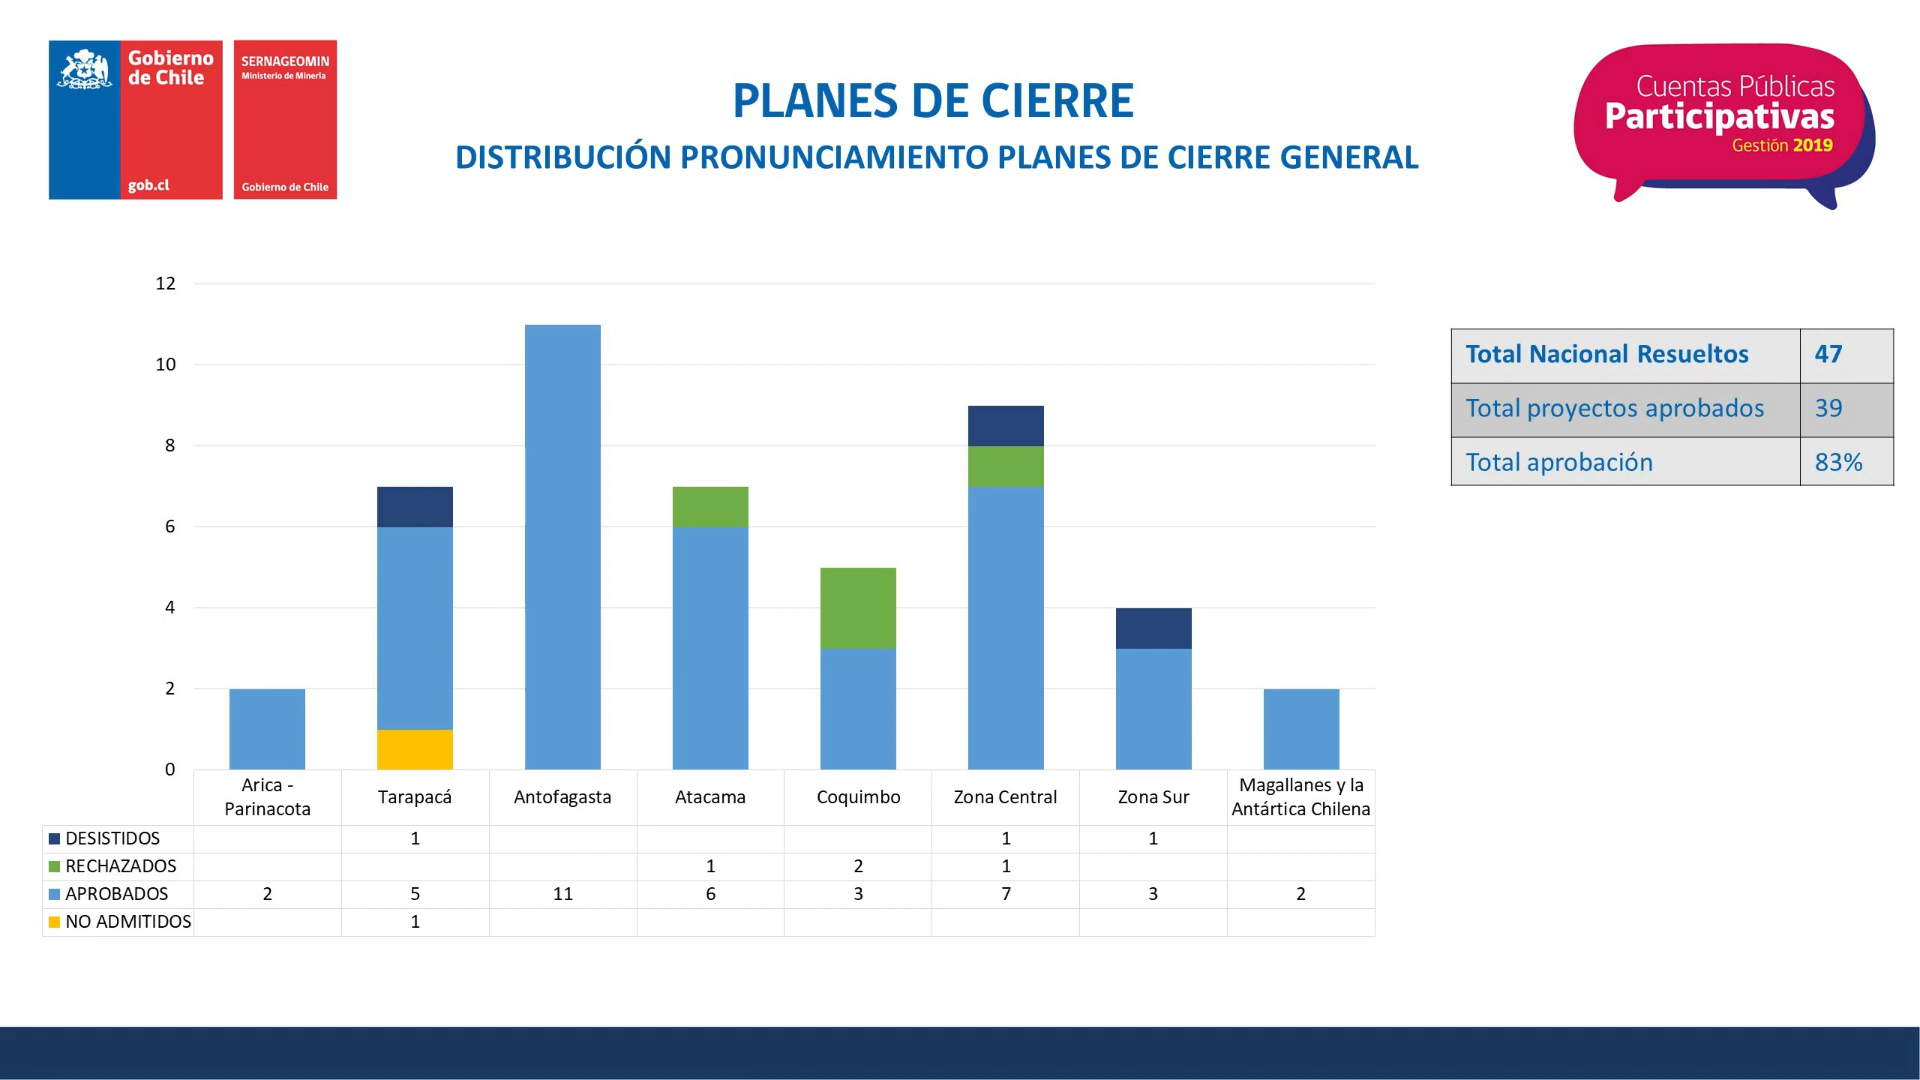 Gobierno
de Chile
gob.cl
SERNAGEOMIN
Ministerio de Minería
Gobierno de Chile
PLANES DE CIERRE
DISTRIBUCIÓN PRONUNCIAMIENTO PLANES DE CIERRE GENERAL
Cuentas Públicas
Participativas
Gestión 2019
12
10
8
6
4
2
0
Arica - Parinacota Tarapacá Antofagasta Atacama Coquimbo Zona Central Zona Sur Magallanes y la Antártica Chilena
DESISTIDOS 1 1 1
RECHAZADOS 1 2 1
APROBADOS 2 5 11 6 3 7 3 2
NO ADMITIDOS 1
Total Nacional Resueltos 47
Total proyectos aprobados 39
Total aprobación 83%